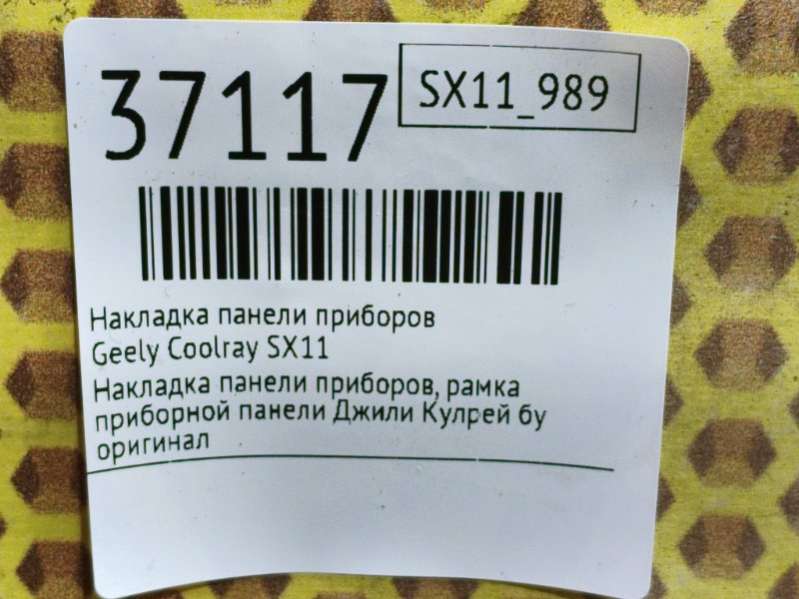 37117
SX11_989
Накладка панели приборов
Geely Coolray SX11
Накладка панели приборов, рамка
приборной панели Джили Кулрей бу
оригинал